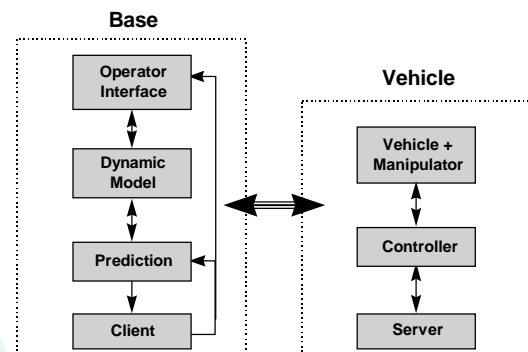 Base
Operator
Interface
Dynamic
Model
Prediction
Client
Vehicle
Vehicle +
Manipulator
Controller
Server